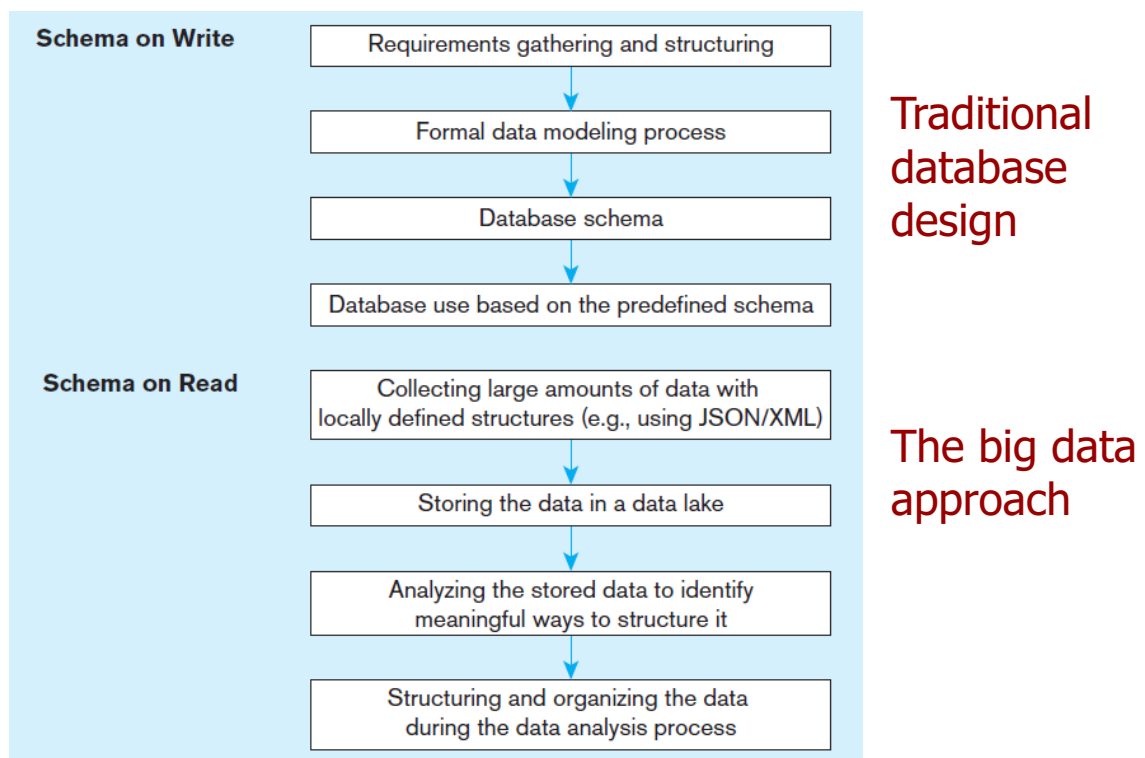 Schema on Write
Requirements gathering and structuring
Formal data modeling process
Database schema
Database use based on the predefined schema
Traditional
database
design
Schema on Read
Collecting large amounts of data with
locally defined structures (e.g., using JSON/XML)
Storing the data in a data lake
Analyzing the stored data to identify
meaningful ways to structure it
Structuring and organizing the data
during the data analysis process
The big data
approach